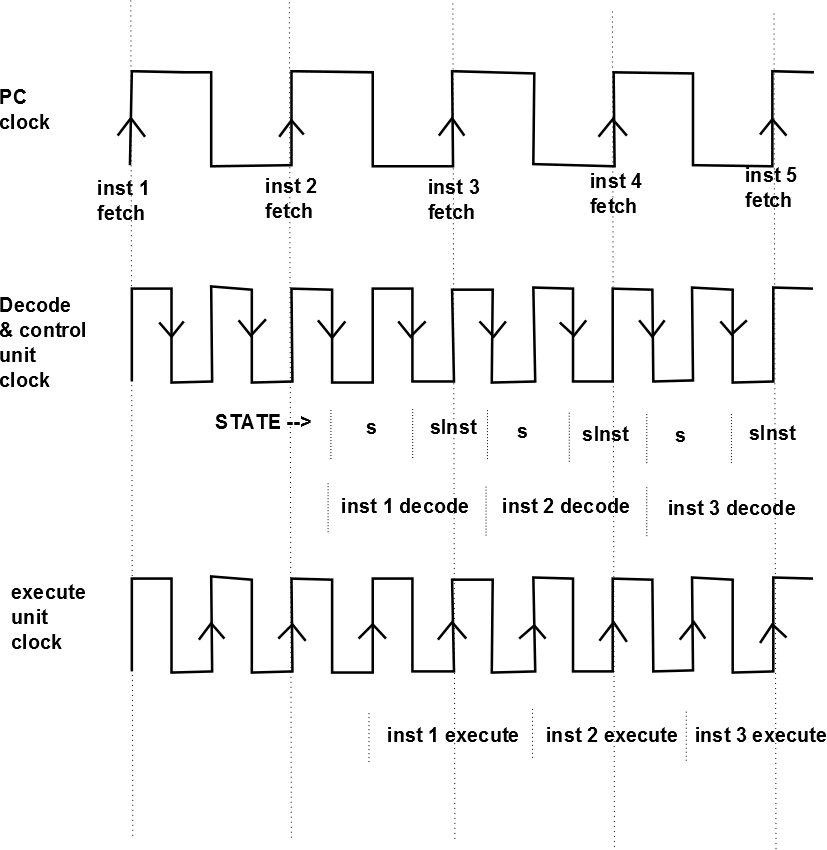 PC
clock
inst 1
fetch
inst 2
fetch
inst 3
fetch
inst 4
fetch
inst 5
fetch
Decode
& control
unit
clock
STATE --> s sInst s sInst s sInst
inst 1 decode inst 2 decode inst 3 decode
execute
unit
clock
inst 1 execute inst 2 execute inst 3 execute